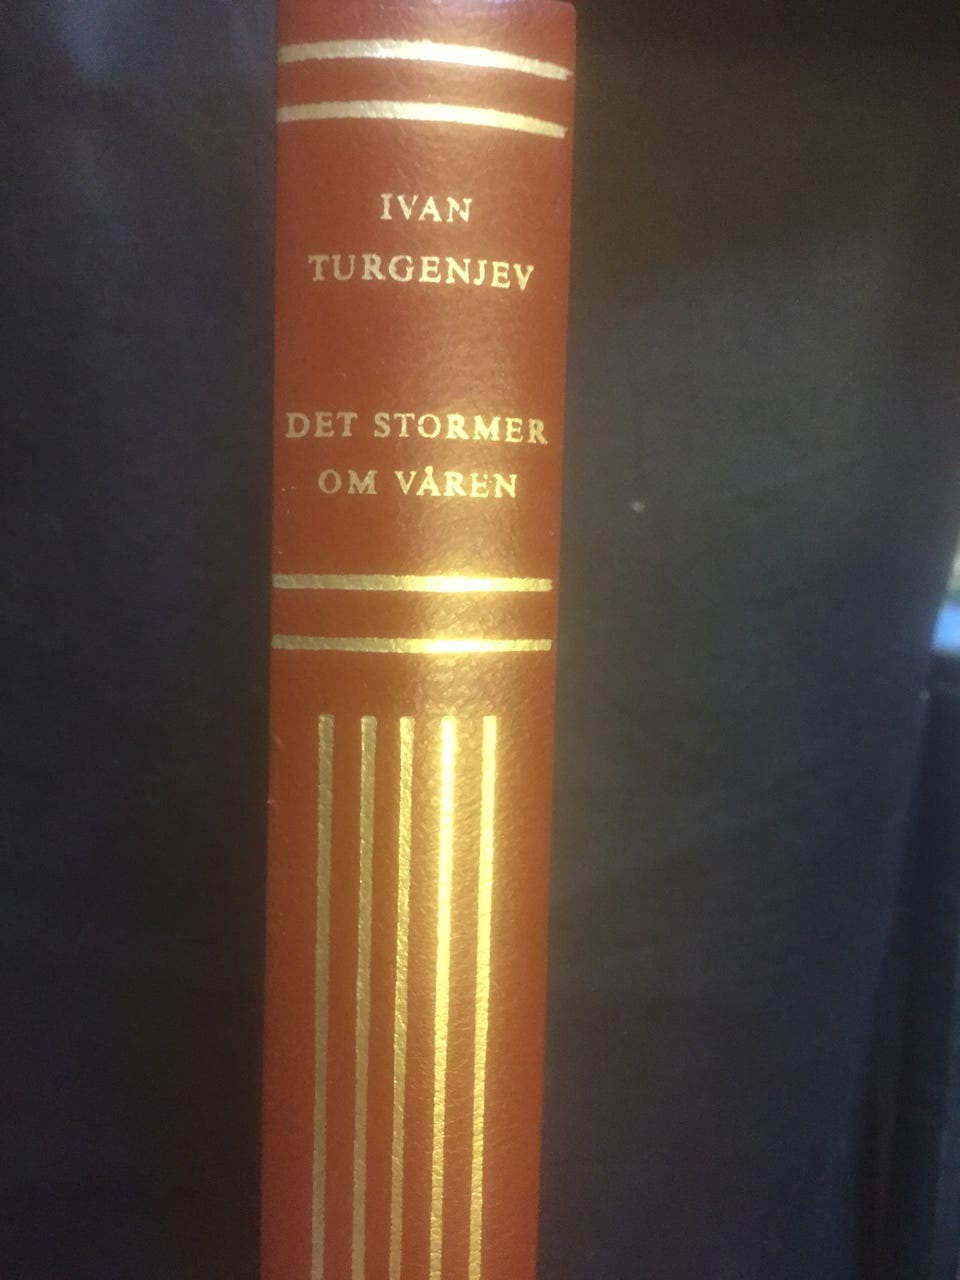 IVAN
TURGENJEV
DET STORMER
OM VÅREN